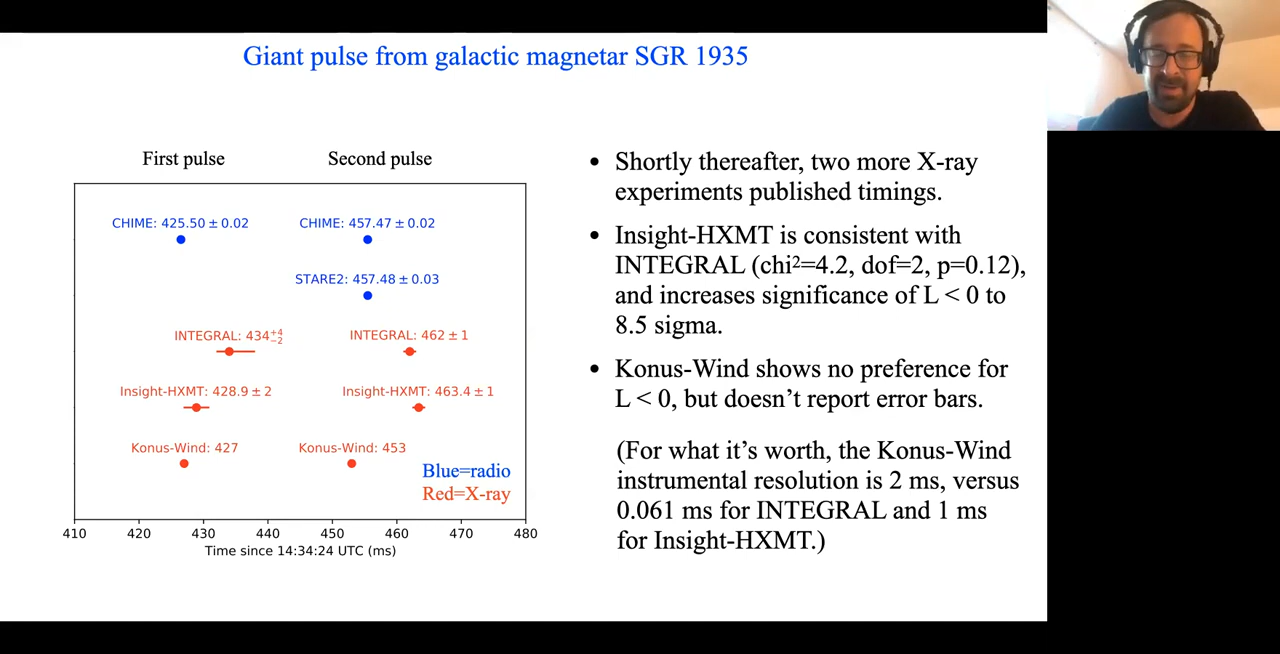 Giant pulse from galactic magnetar SGR 1935
First pulse
Second pulse
CHIME: 425.50 ± 0.02
CHIME: 457.47 ± 0.02
STARE2: 457.48 ± 0.03
INTEGRAL: 434 +4 −2
INTEGRAL: 462 ± 1
Insight-HXMT: 428.9 ± 2
Insight-HXMT: 463.4 ± 1
Konus-Wind: 427
Konus-Wind: 453
Blue=radio
Red=X-ray
410 420 430 440 450 460 470 480
Time since 14:34:24 UTC (ms)
• Shortly thereafter, two more X-ray
experiments published timings.
• Insight-HXMT is consistent with
INTEGRAL (chi²=4.2, dof=2, p=0.12),
and increases significance of L < 0 to
8.5 sigma.
• Konus-Wind shows no preference for
L < 0, but doesn’t report error bars.
(For what it’s worth, the Konus-Wind
instrumental resolution is 2 ms, versus
0.061 ms for INTEGRAL and 1 ms
for Insight-HXMT.)